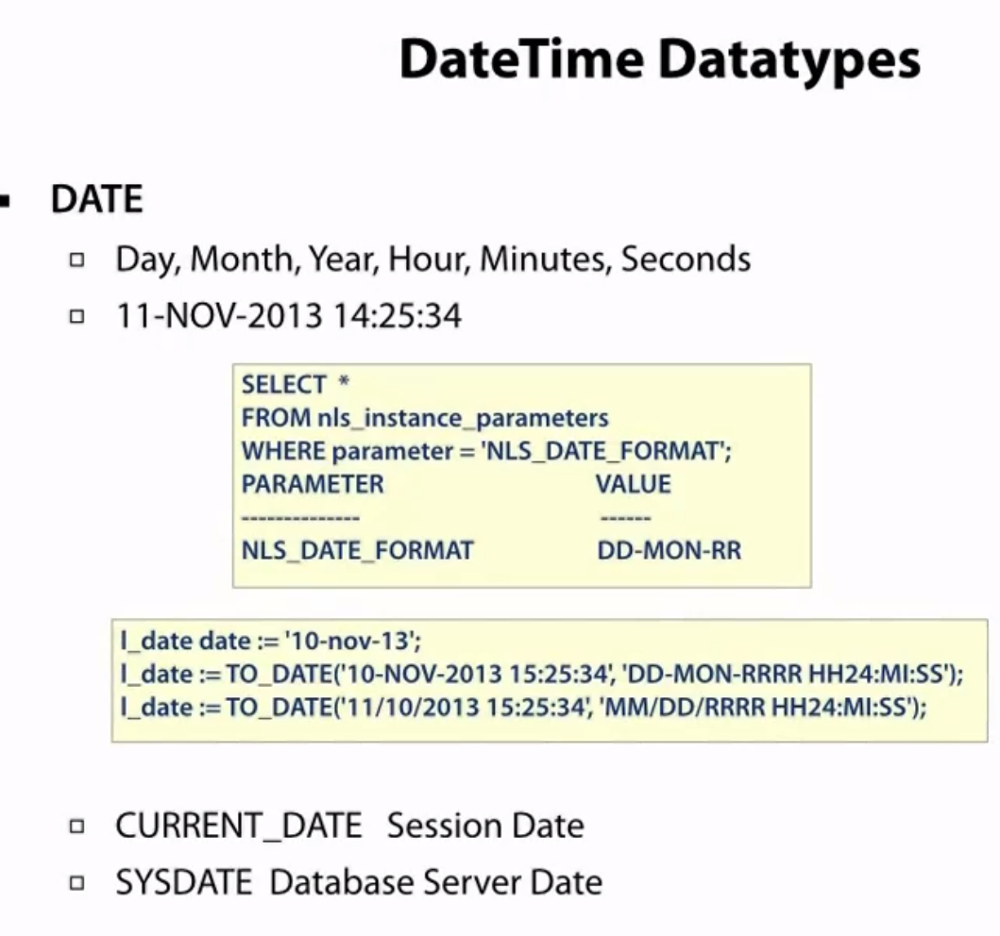 DateTime Datatypes
DATE
Day, Month, Year, Hour, Minutes, Seconds
11-NOV-2013 14:25:34
SELECT *
FROM nls_instance_parameters
WHERE parameter = 'NLS_DATE_FORMAT';
PARAMETER VALUE
-------------- ------
NLS_DATE_FORMAT DD-MON-RR
l_date date := '10-nov-13';
l_date := TO_DATE('10-NOV-2013 15:25:34', 'DD-MON-RRRR HH24:MI:SS');
l_date := TO_DATE('11/10/2013 15:25:34', 'MM/DD/RRRR HH24:MI:SS');
CURRENT_DATE Session Date
SYSDATE Database Server Date